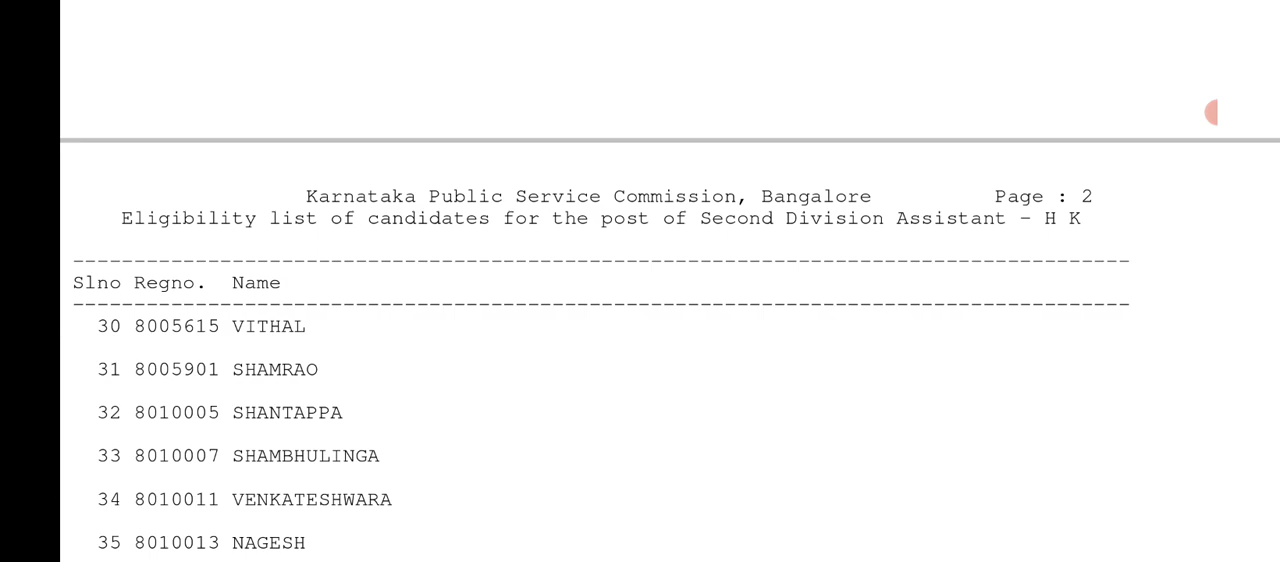 Karnataka Public Service Commission, Bangalore Page : 2
Eligibility list of candidates for the post of Second Division Assistant - H K
--------------------------------------------------------------------------------------
Slno Regno. Name
--------------------------------------------------------------------------------------
30 8005615 VITHAL
31 8005901 SHAMRAO
32 8010005 SHANTAPPA
33 8010007 SHAMBHULINGA
34 8010011 VENKATESHWARA
35 8010013 NAGESH